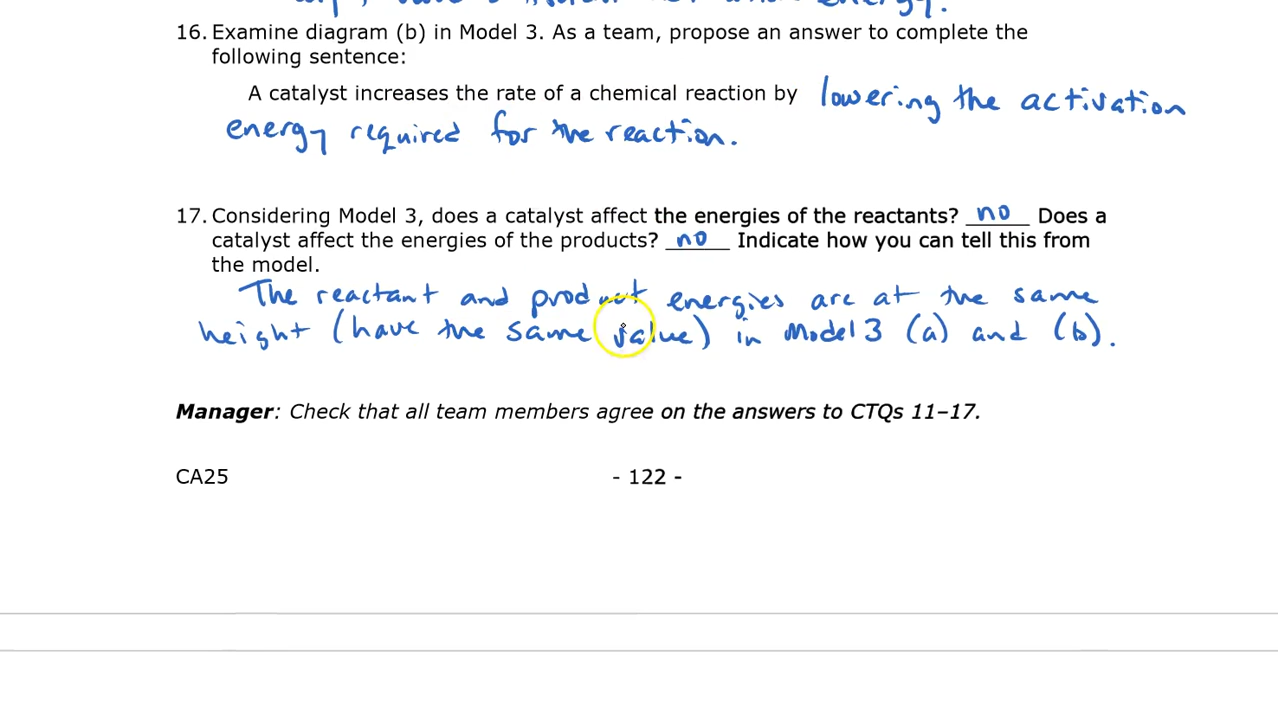 energy.
16. Examine diagram (b) in Model 3. As a team, propose an answer to complete the
following sentence:
A catalyst increases the rate of a chemical reaction by lowering the activation
energy required for the reaction.
17. Considering Model 3, does a catalyst affect the energies of the reactants? no Does a
catalyst affect the energies of the products? no Indicate how you can tell this from
the model.
The reactant and product energies are at the same
height (have the same value) in Model 3 (a) and (b).
Manager: Check that all team members agree on the answers to CTQs 11–17.
CA25 - 122 -